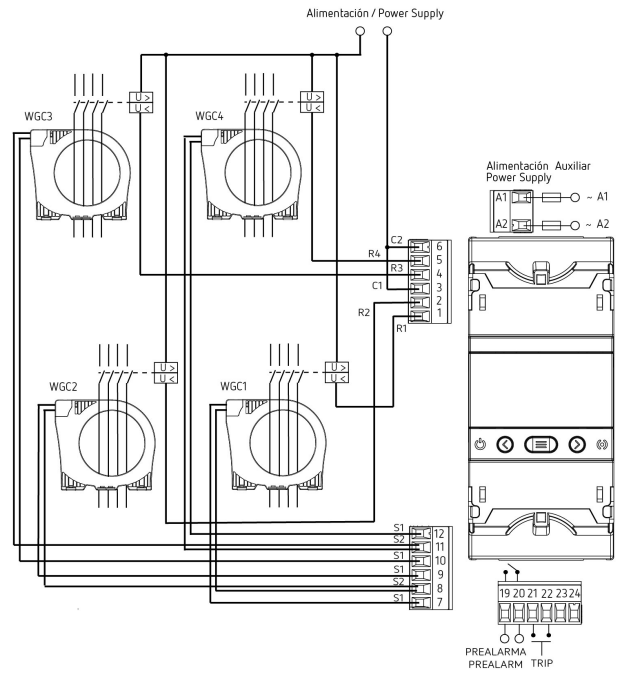 Alimentación / Power Supply
U >
U <
U >
U <
WGC3
WGC4
Alimentación Auxiliar
Power Supply
A1
~ A1
A2
~ A2
C2
6
R4
5
R3
4
C1
3
2
R2
1
R1
U >
U <
U >
U <
WGC2
WGC1
S1
12
S2
11
S1
10
S1
9
S2
8
S1
7
19 20 21 22 23 24
PREALARMA
PREALARM
TRIP